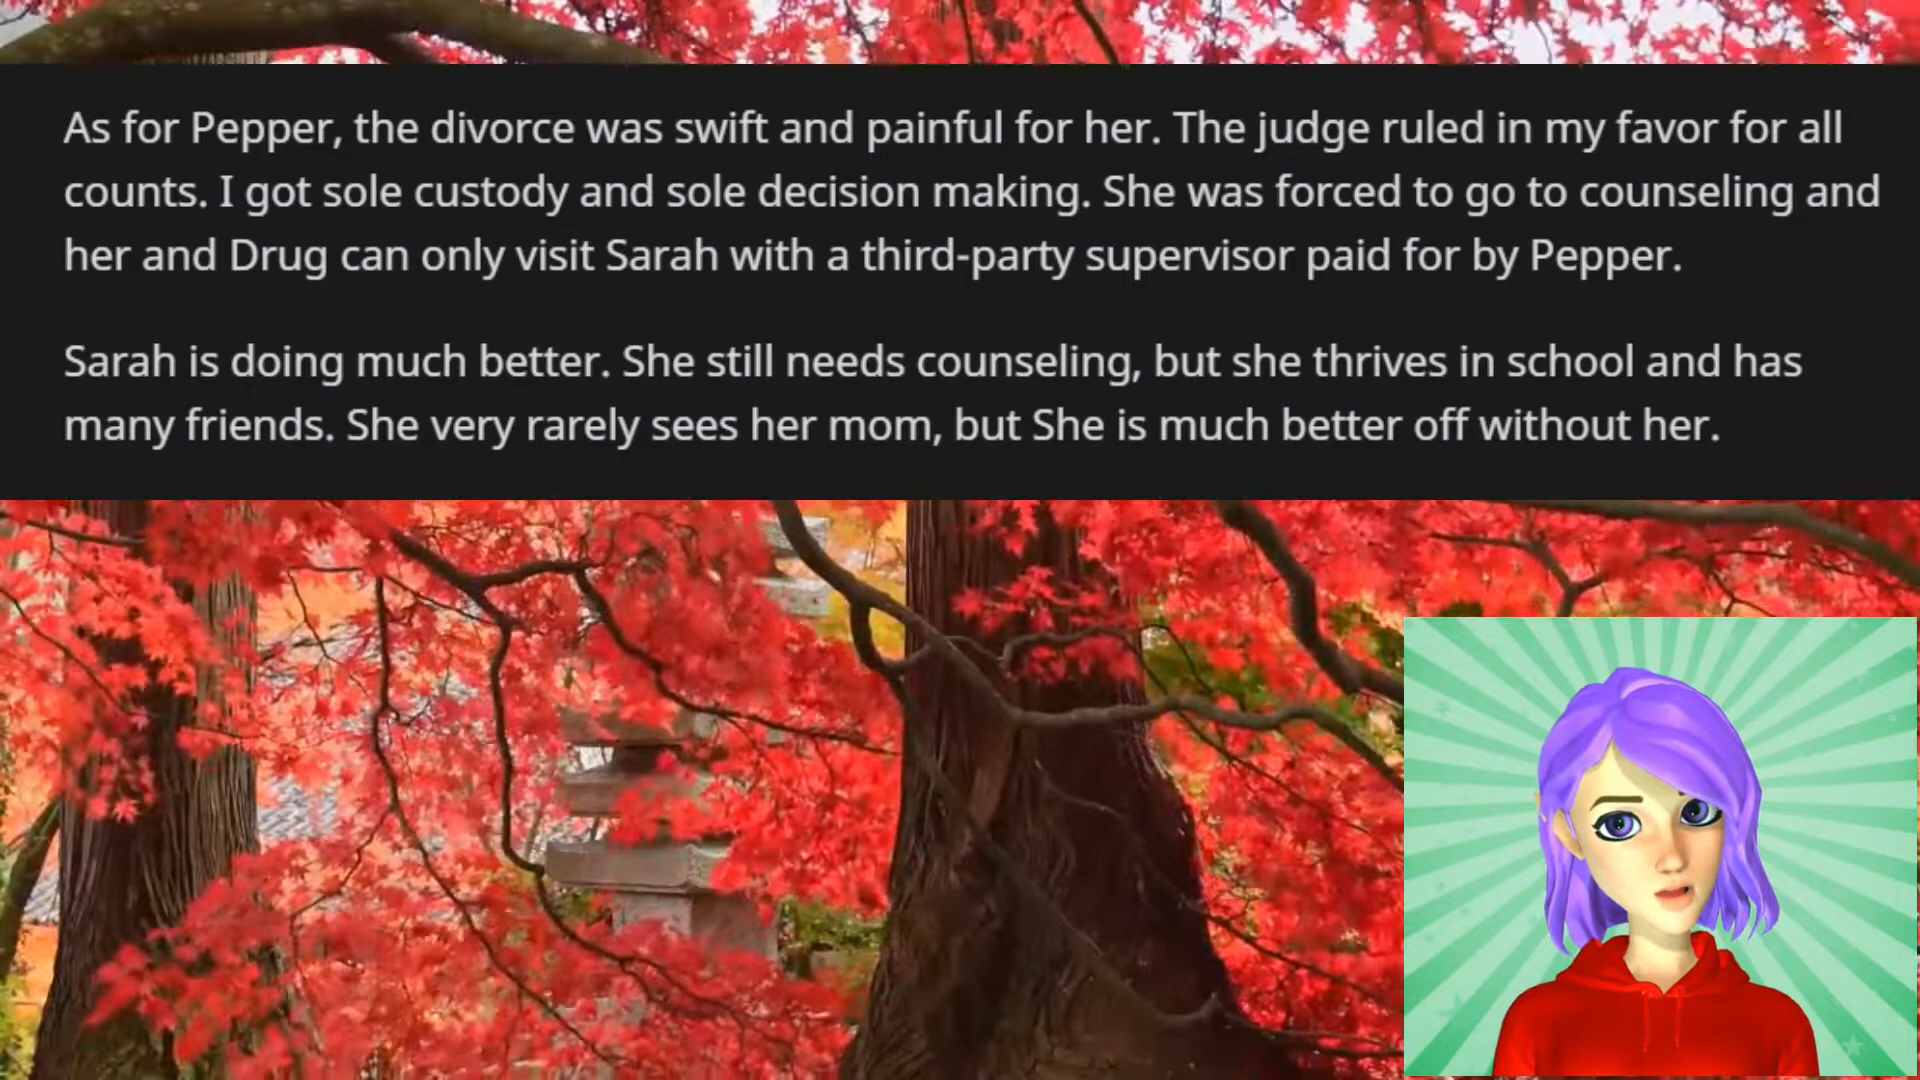 As for Pepper, the divorce was swift and painful for her. The judge ruled in my favor for all
counts. I got sole custody and sole decision making. She was forced to go to counseling and
her and Drug can only visit Sarah with a third-party supervisor paid for by Pepper.
Sarah is doing much better. She still needs counseling, but she thrives in school and has
many friends. She very rarely sees her mom, but She is much better off without her.